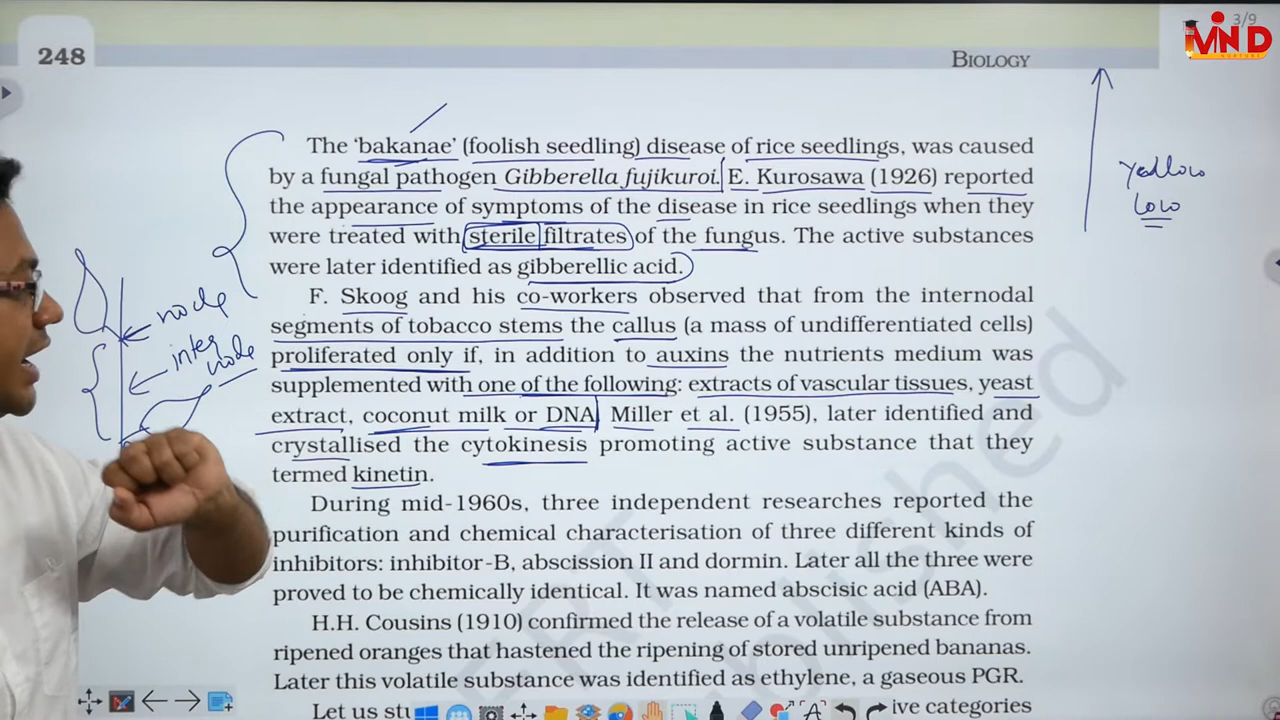 3/9
MIND
248
BIOLOGY
The 'bakanae' (foolish seedling) disease of rice seedlings, was caused
by a fungal pathogen Gibberella fujikuroi. E. Kurosawa (1926) reported
the appearance of symptoms of the disease in rice seedlings when they
were treated with sterile filtrates of the fungus. The active substances
were later identified as gibberellic acid.
F. Skoog and his co-workers observed that from the internodal
segments of tobacco stems the callus (a mass of undifferentiated cells)
proliferated only if, in addition to auxins the nutrients medium was
supplemented with one of the following: extracts of vascular tissues, yeast
extract, coconut milk or DNA Miller et al. (1955), later identified and
crystallised the cytokinesis promoting active substance that they
termed kinetin.
During mid-1960s, three independent researches reported the
purification and chemical characterisation of three different kinds of
inhibitors: inhibitor-B, abscission II and dormin. Later all the three were
proved to be chemically identical. It was named abscisic acid (ABA).
H.H. Cousins (1910) confirmed the release of a volatile substance from
ripened oranges that hastened the ripening of stored unripened bananas.
Later this volatile substance was identified as ethylene, a gaseous PGR.
Let us stu
ive categories
node
inter
node
low